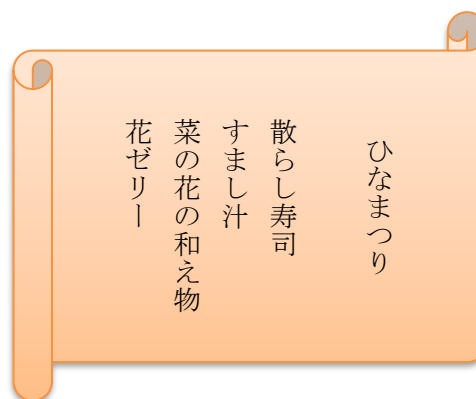 ひなまつり
散らし寿司
すまし汁
菜の花の和え物
花ゼリー